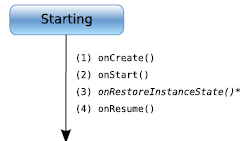 Starting
(1) onCreate()
(2) onStart()
(3) onRestoreInstanceState()*
(4) onResume()